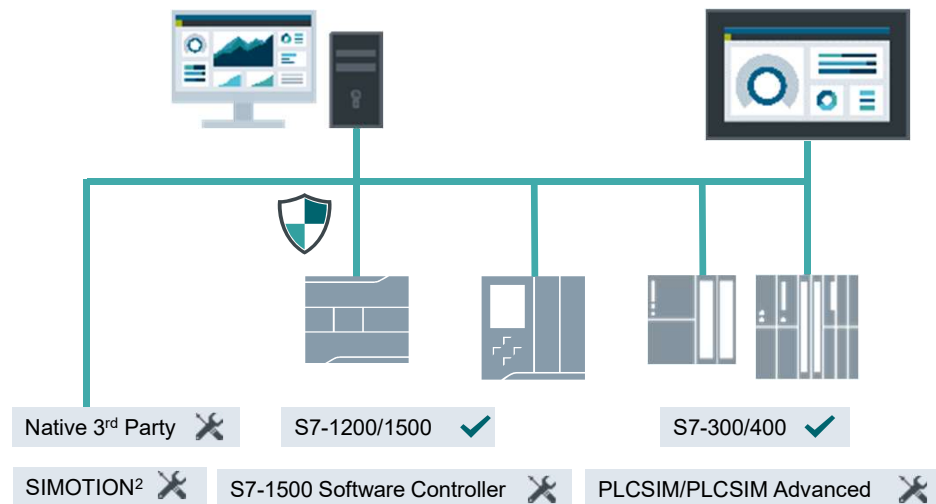 Native 3rd Party
S7-1200/1500
S7-300/400
SIMOTION2
S7-1500 Software Controller
PLCSIM/PLCSIM Advanced